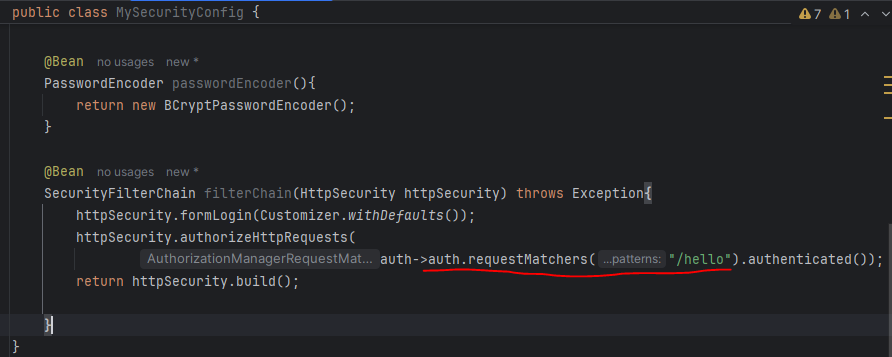 public class MySecurityConfig {
7 1
@Bean no usages new *
PasswordEncoder passwordEncoder(){
return new BCryptPasswordEncoder();
}
@Bean no usages new *
SecurityFilterChain filterChain(HttpSecurity httpSecurity) throws Exception{
httpSecurity.formLogin(Customizer.withDefaults());
httpSecurity.authorizeHttpRequests(
AuthorizationManagerRequestMat... auth->auth.requestMatchers( ...patterns: "/hello").authenticated());
return httpSecurity.build();
}
}